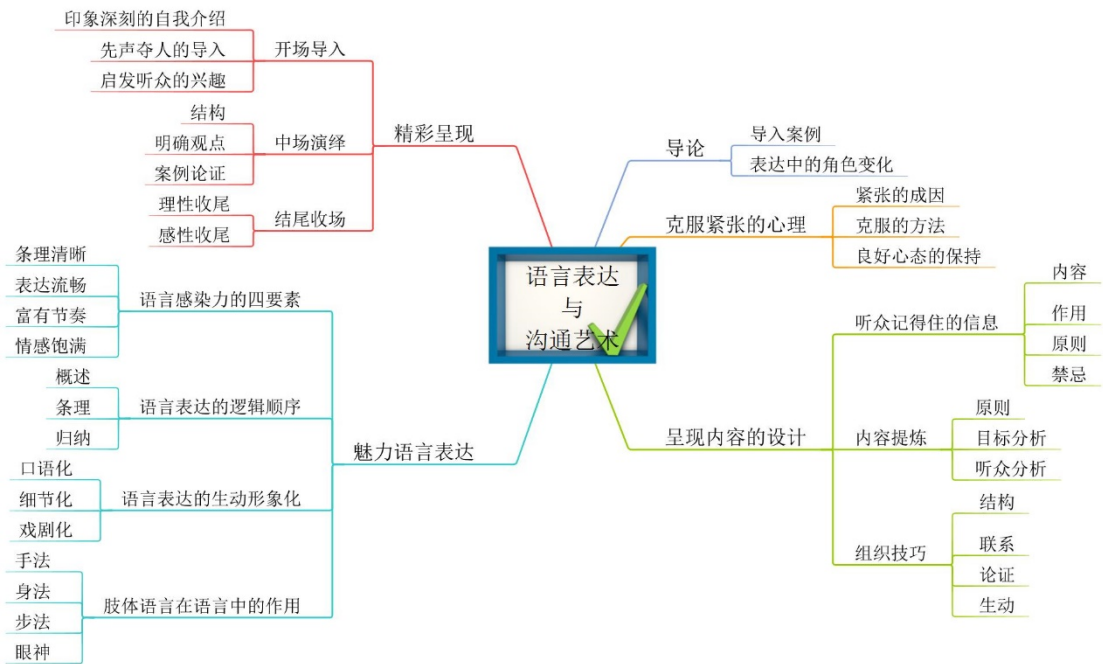 语言表达
与
沟通艺术
导论
导入案例
表达中的角色变化
克服紧张的心理
紧张的成因
克服的方法
良好心态的保持
呈现内容的设计
听众记得住的信息
内容
作用
原则
禁忌
内容提炼
原则
目标分析
听众分析
组织技巧
结构
联系
论证
生动
精彩呈现
开场导入
印象深刻的自我介绍
先声夺人的导入
启发听众的兴趣
中场演绎
结构
明确观点
案例论证
结尾收场
理性收尾
感性收尾
魅力语言表达
语言感染力的四要素
条理清晰
表达流畅
富有节奏
情感饱满
语言表达的逻辑顺序
概述
条理
归纳
语言表达的生动形象化
口语化
细节化
戏剧化
肢体语言在语言中的作用
手法
身法
步法
眼神